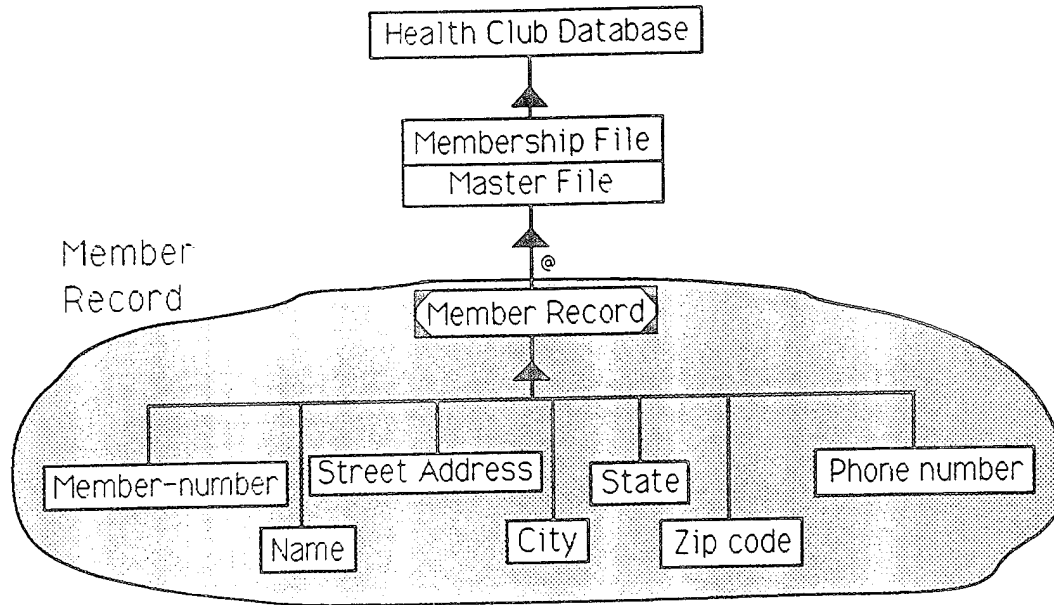 Health Club Database
Membership File
Master File
@
Member
Record
Member Record
Member-number
Street Address
State
Phone number
Name
City
Zip code